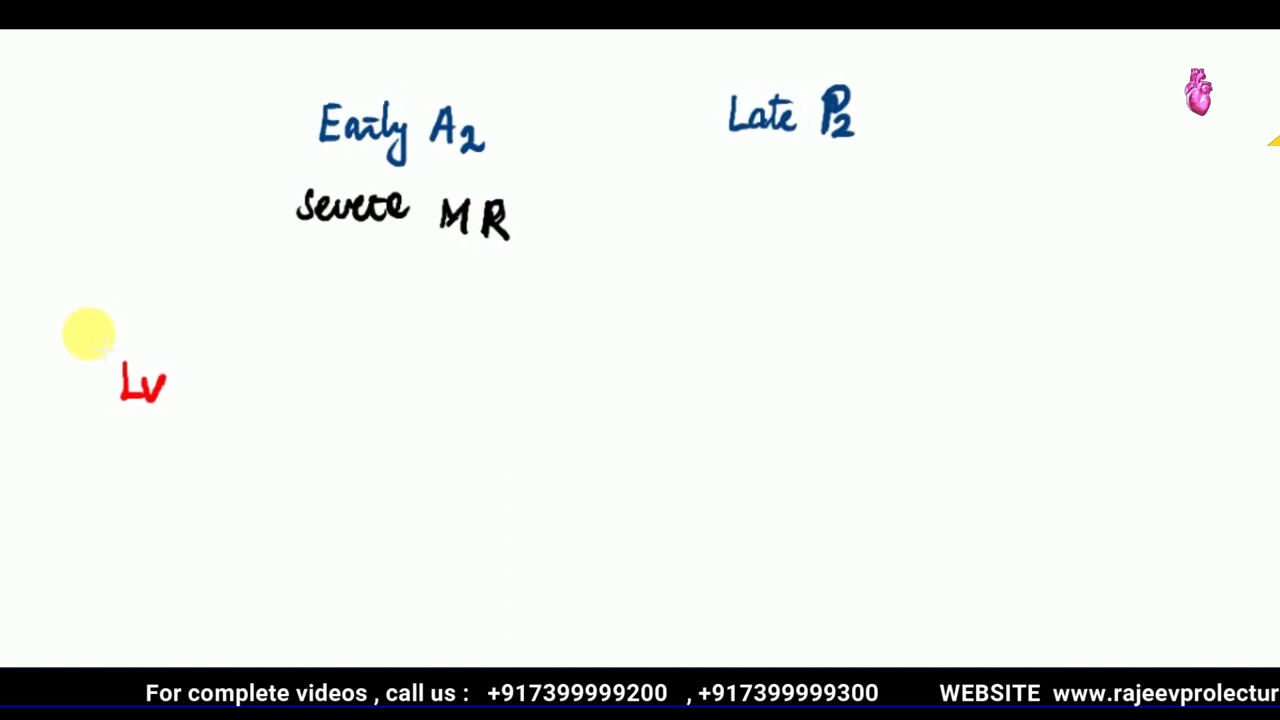 Early A2
Late P2
Severe MR
LV
For complete videos , call us : +917399999200 , +917399999300 WEBSITE www.rajeevprolectur